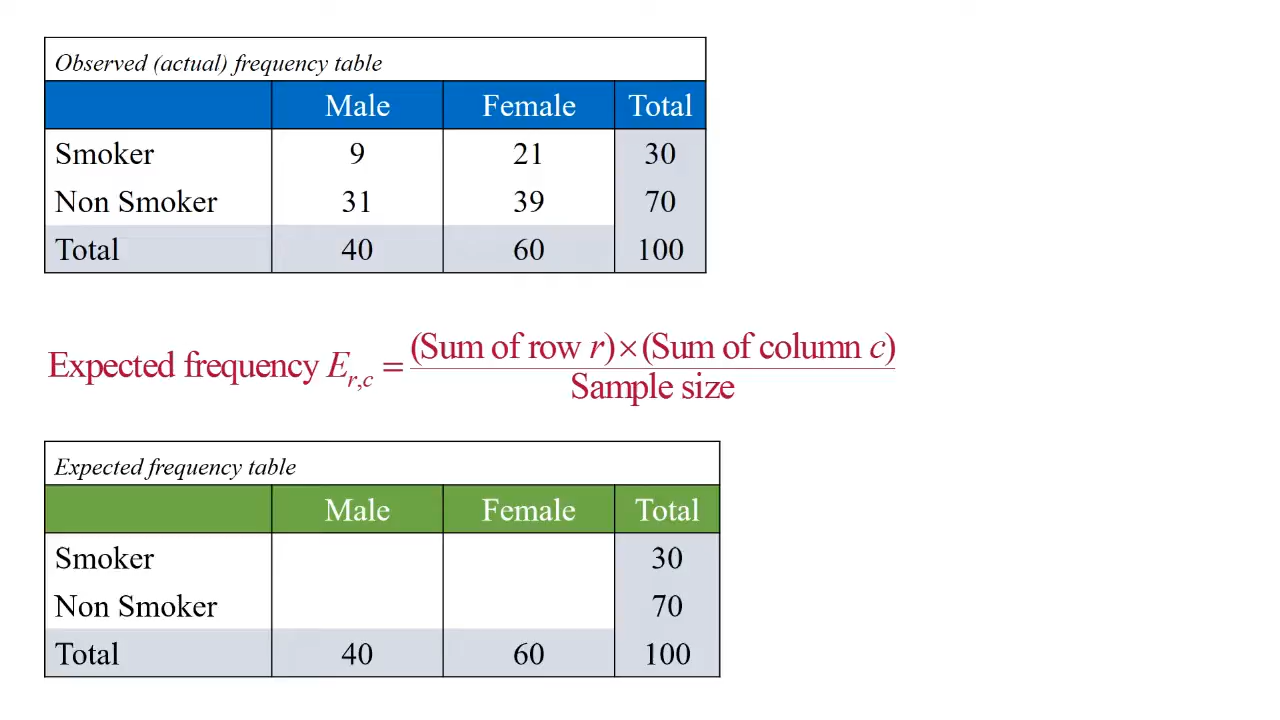 Observed (actual) frequency table
Male Female Total
Smoker 9 21 30
Non Smoker 31 39 70
Total 40 60 100
(Sum of row r)×(Sum of column c)
Expected frequency E_{r,c} =
Sample size
Expected frequency table
Male Female Total
Smoker 30
Non Smoker 70
Total 40 60 100